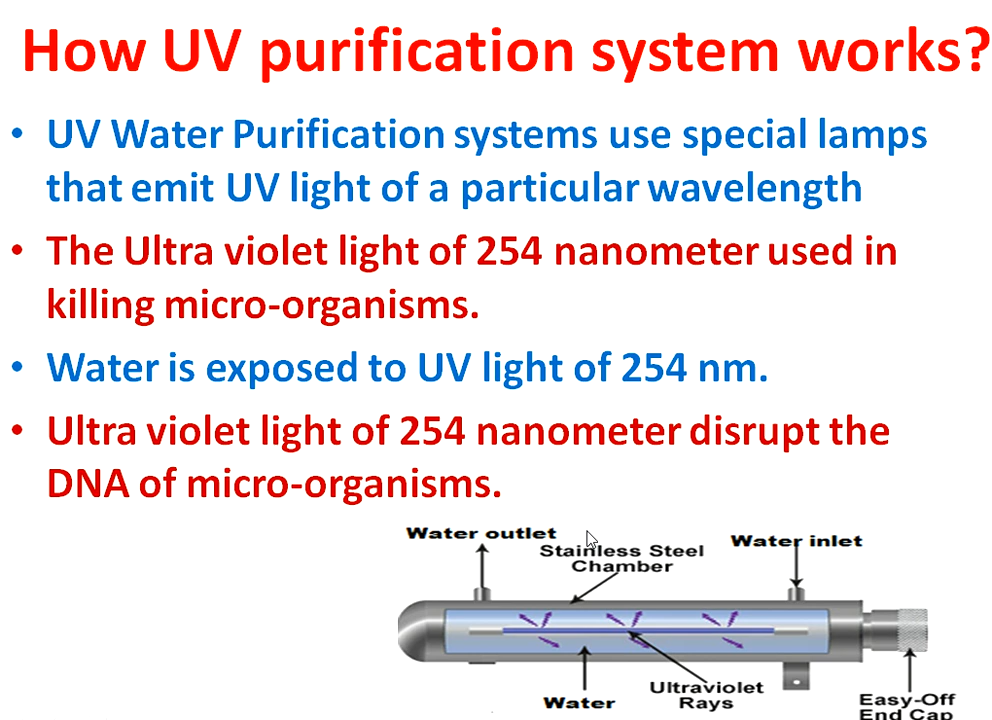 How UV purification system works?
• UV Water Purification systems use special lamps
that emit UV light of a particular wavelength
• The Ultra violet light of 254 nanometer used in
killing micro-organisms.
• Water is exposed to UV light of 254 nm.
• Ultra violet light of 254 nanometer disrupt the
DNA of micro-organisms.
Water outlet
Stainless Steel
Chamber
Water inlet
Water
Ultraviolet
Rays
Easy-Off
End Cap